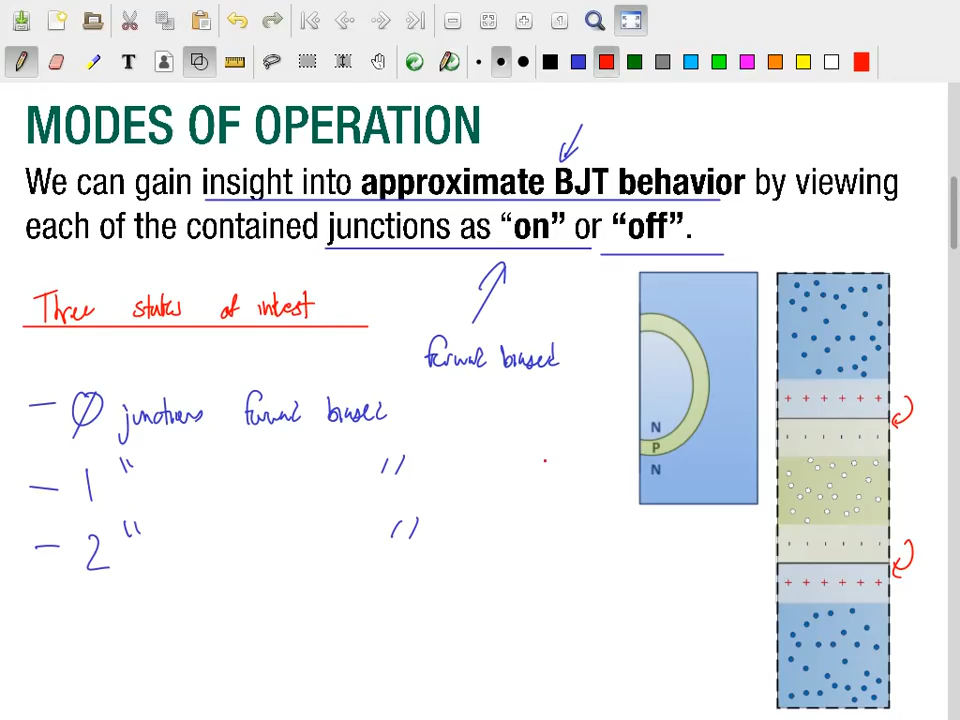 MODES OF OPERATION
We can gain insight into approximate BJT behavior by viewing
each of the contained junctions as “on” or “off”.
Three states of interest
forward biased
- Ø junctions forward biased
- 1 " "
- 2 " "
N
P
N
+ + + + + +
- - - - - -
- - - - - -
+ + + + + +